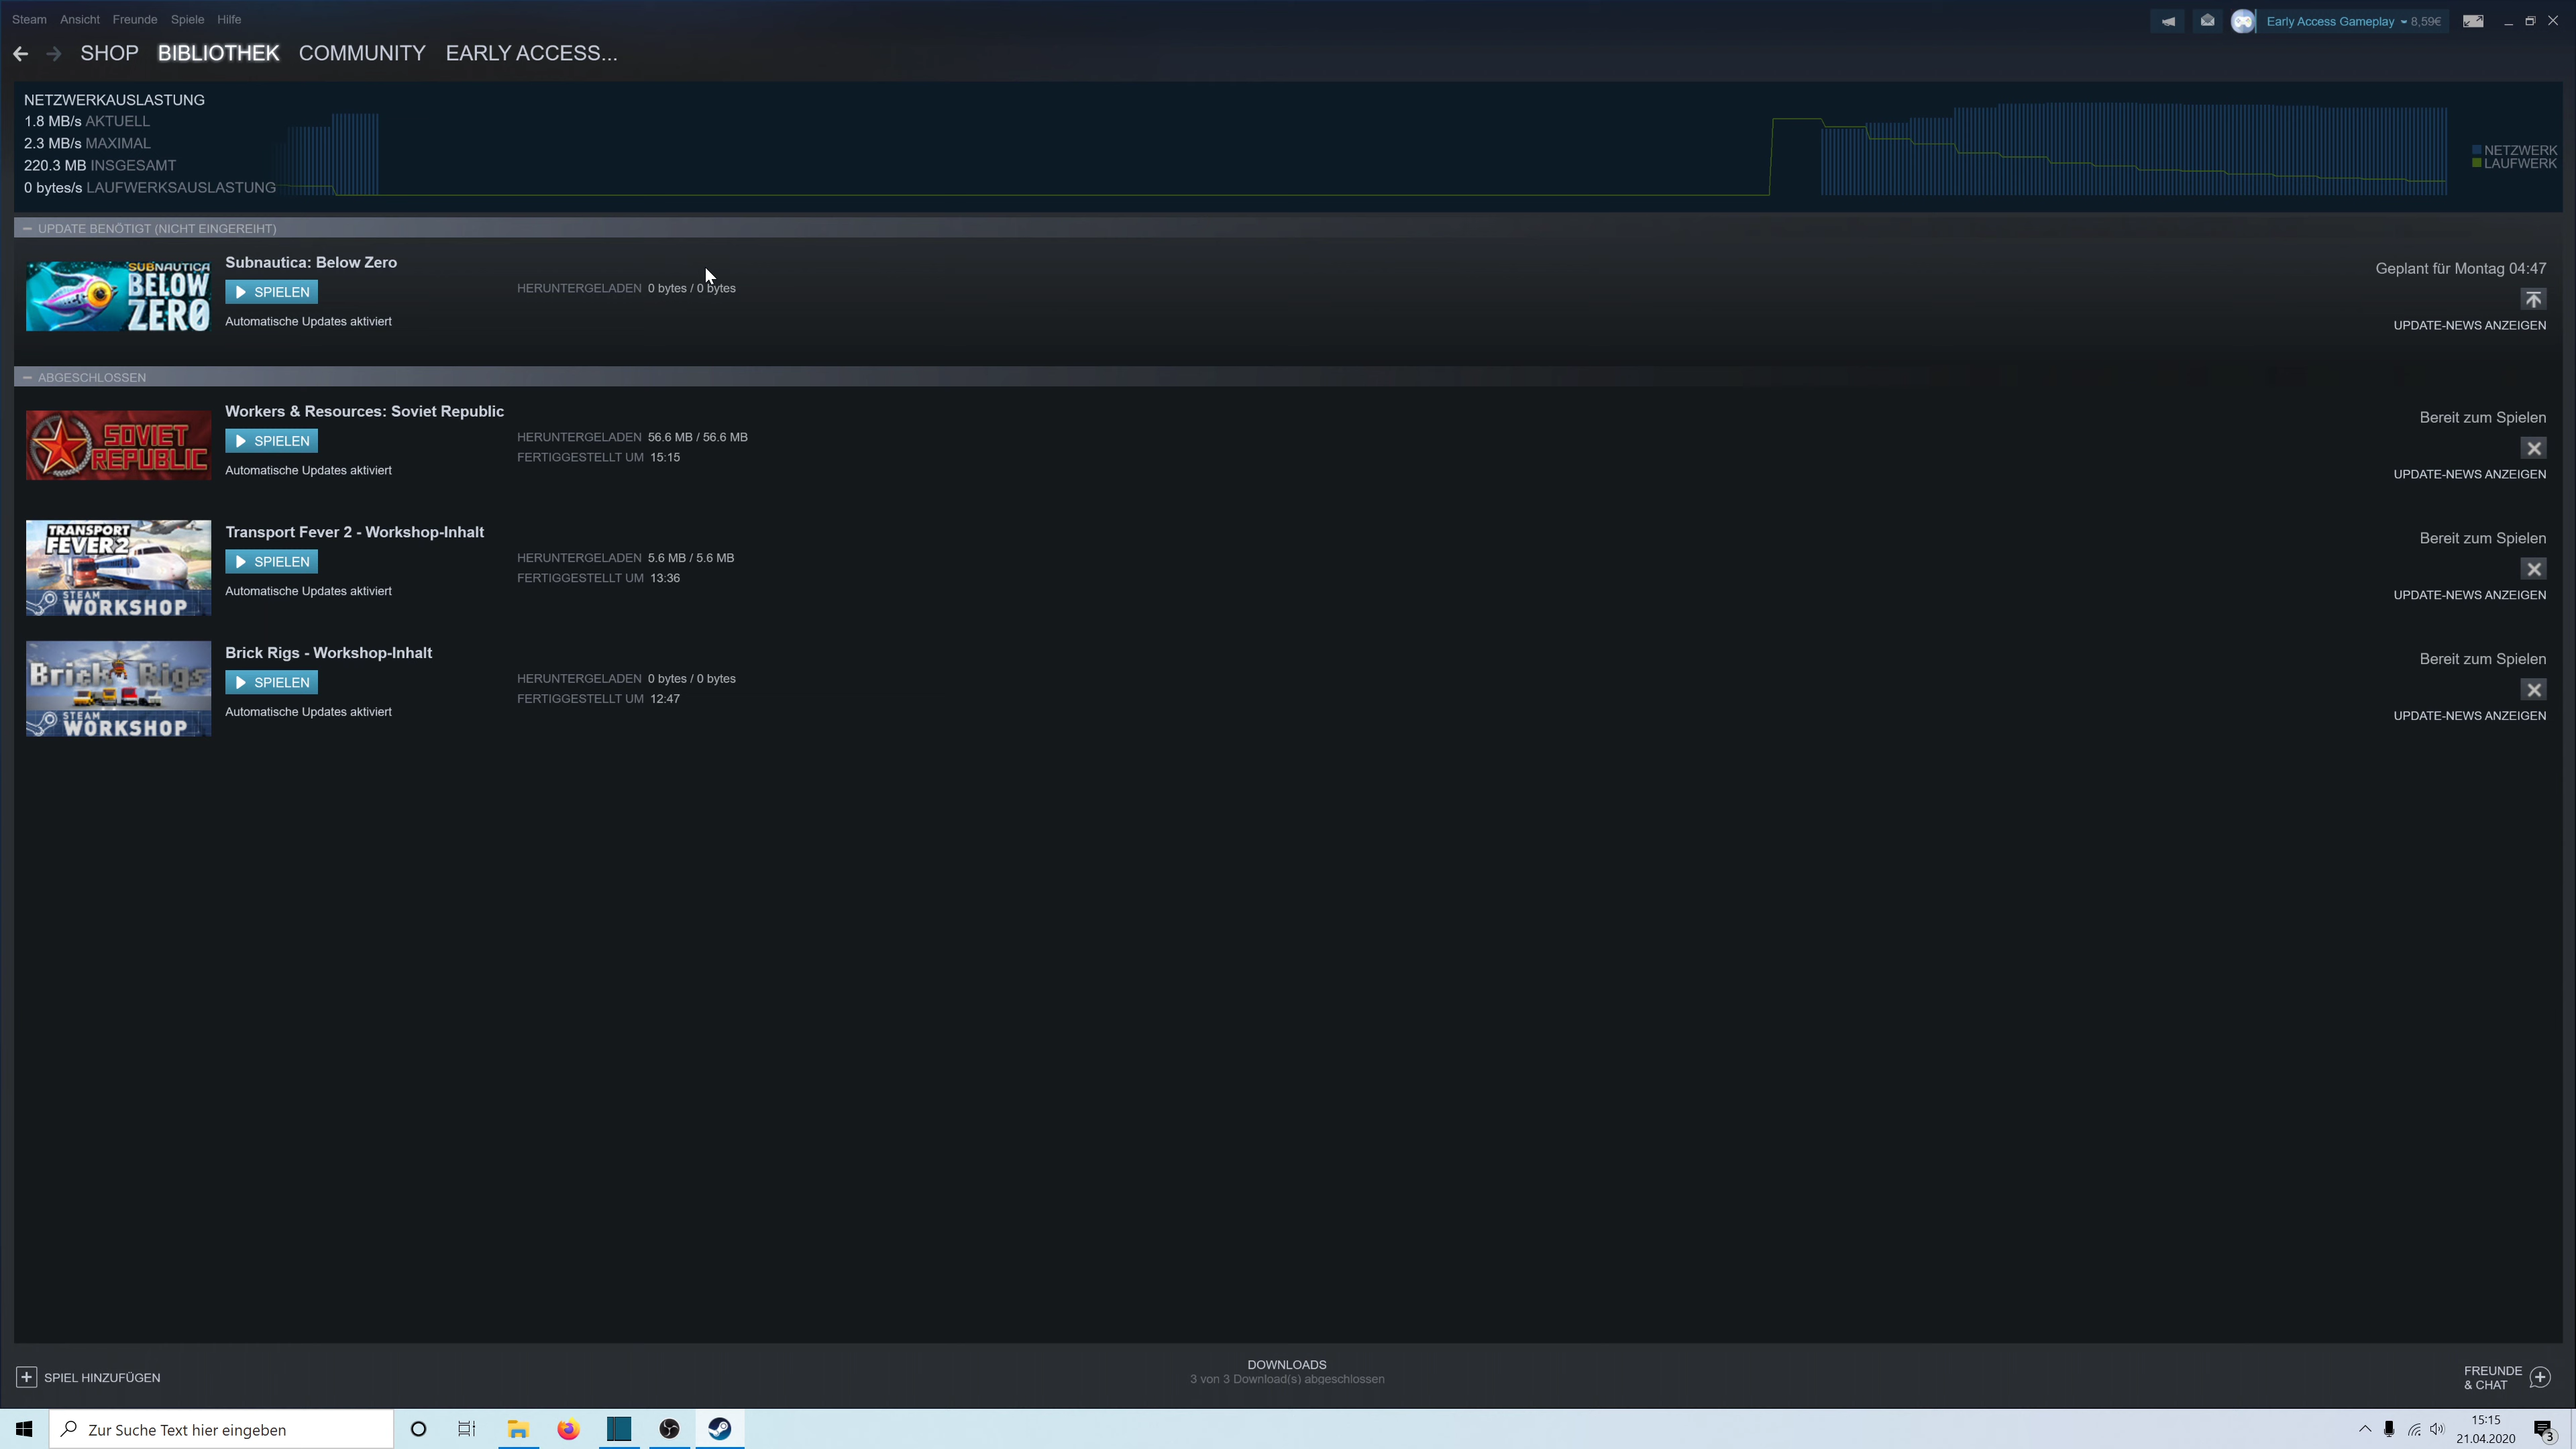 Steam Ansicht Freunde Spiele Hilfe
Early Access Gameplay 8,59€
SHOP BIBLIOTHEK COMMUNITY EARLY ACCESS...
NETZWERKAUSLASTUNG
1.8 MB/s AKTUELL
2.3 MB/s MAXIMAL
220.3 MB INSGESAMT
0 bytes/s LAUFWERKSAUSLASTUNG
NETZWERK
LAUFWERK
UPDATE BENÖTIGT (NICHT EINGEREIHT)
SUBNAUTICA
BELOW
ZERO
Subnautica: Below Zero
SPIELEN
Automatische Updates aktiviert
HERUNTERGELADEN 0 bytes / 0 bytes
Geplant für Montag 04:47
UPDATE-NEWS ANZEIGEN
ABGESCHLOSSEN
SOVIET
REPUBLIC
Workers & Resources: Soviet Republic
SPIELEN
Automatische Updates aktiviert
HERUNTERGELADEN 56.6 MB / 56.6 MB
FERTIGGESTELLT UM 15:15
Bereit zum Spielen
UPDATE-NEWS ANZEIGEN
TRANSPORT
FEVER 2
STEAM
WORKSHOP
Transport Fever 2 - Workshop-Inhalt
SPIELEN
Automatische Updates aktiviert
HERUNTERGELADEN 5.6 MB / 5.6 MB
FERTIGGESTELLT UM 13:36
Bereit zum Spielen
UPDATE-NEWS ANZEIGEN
Brick Rigs
STEAM
WORKSHOP
Brick Rigs - Workshop-Inhalt
SPIELEN
Automatische Updates aktiviert
HERUNTERGELADEN 0 bytes / 0 bytes
FERTIGGESTELLT UM 12:47
Bereit zum Spielen
UPDATE-NEWS ANZEIGEN
SPIEL HINZUFÜGEN
DOWNLOADS
3 von 3 Download(s) abgeschlossen
FREUNDE
& CHAT
Zur Suche Text hier eingeben
15:15
21.04.2020
3